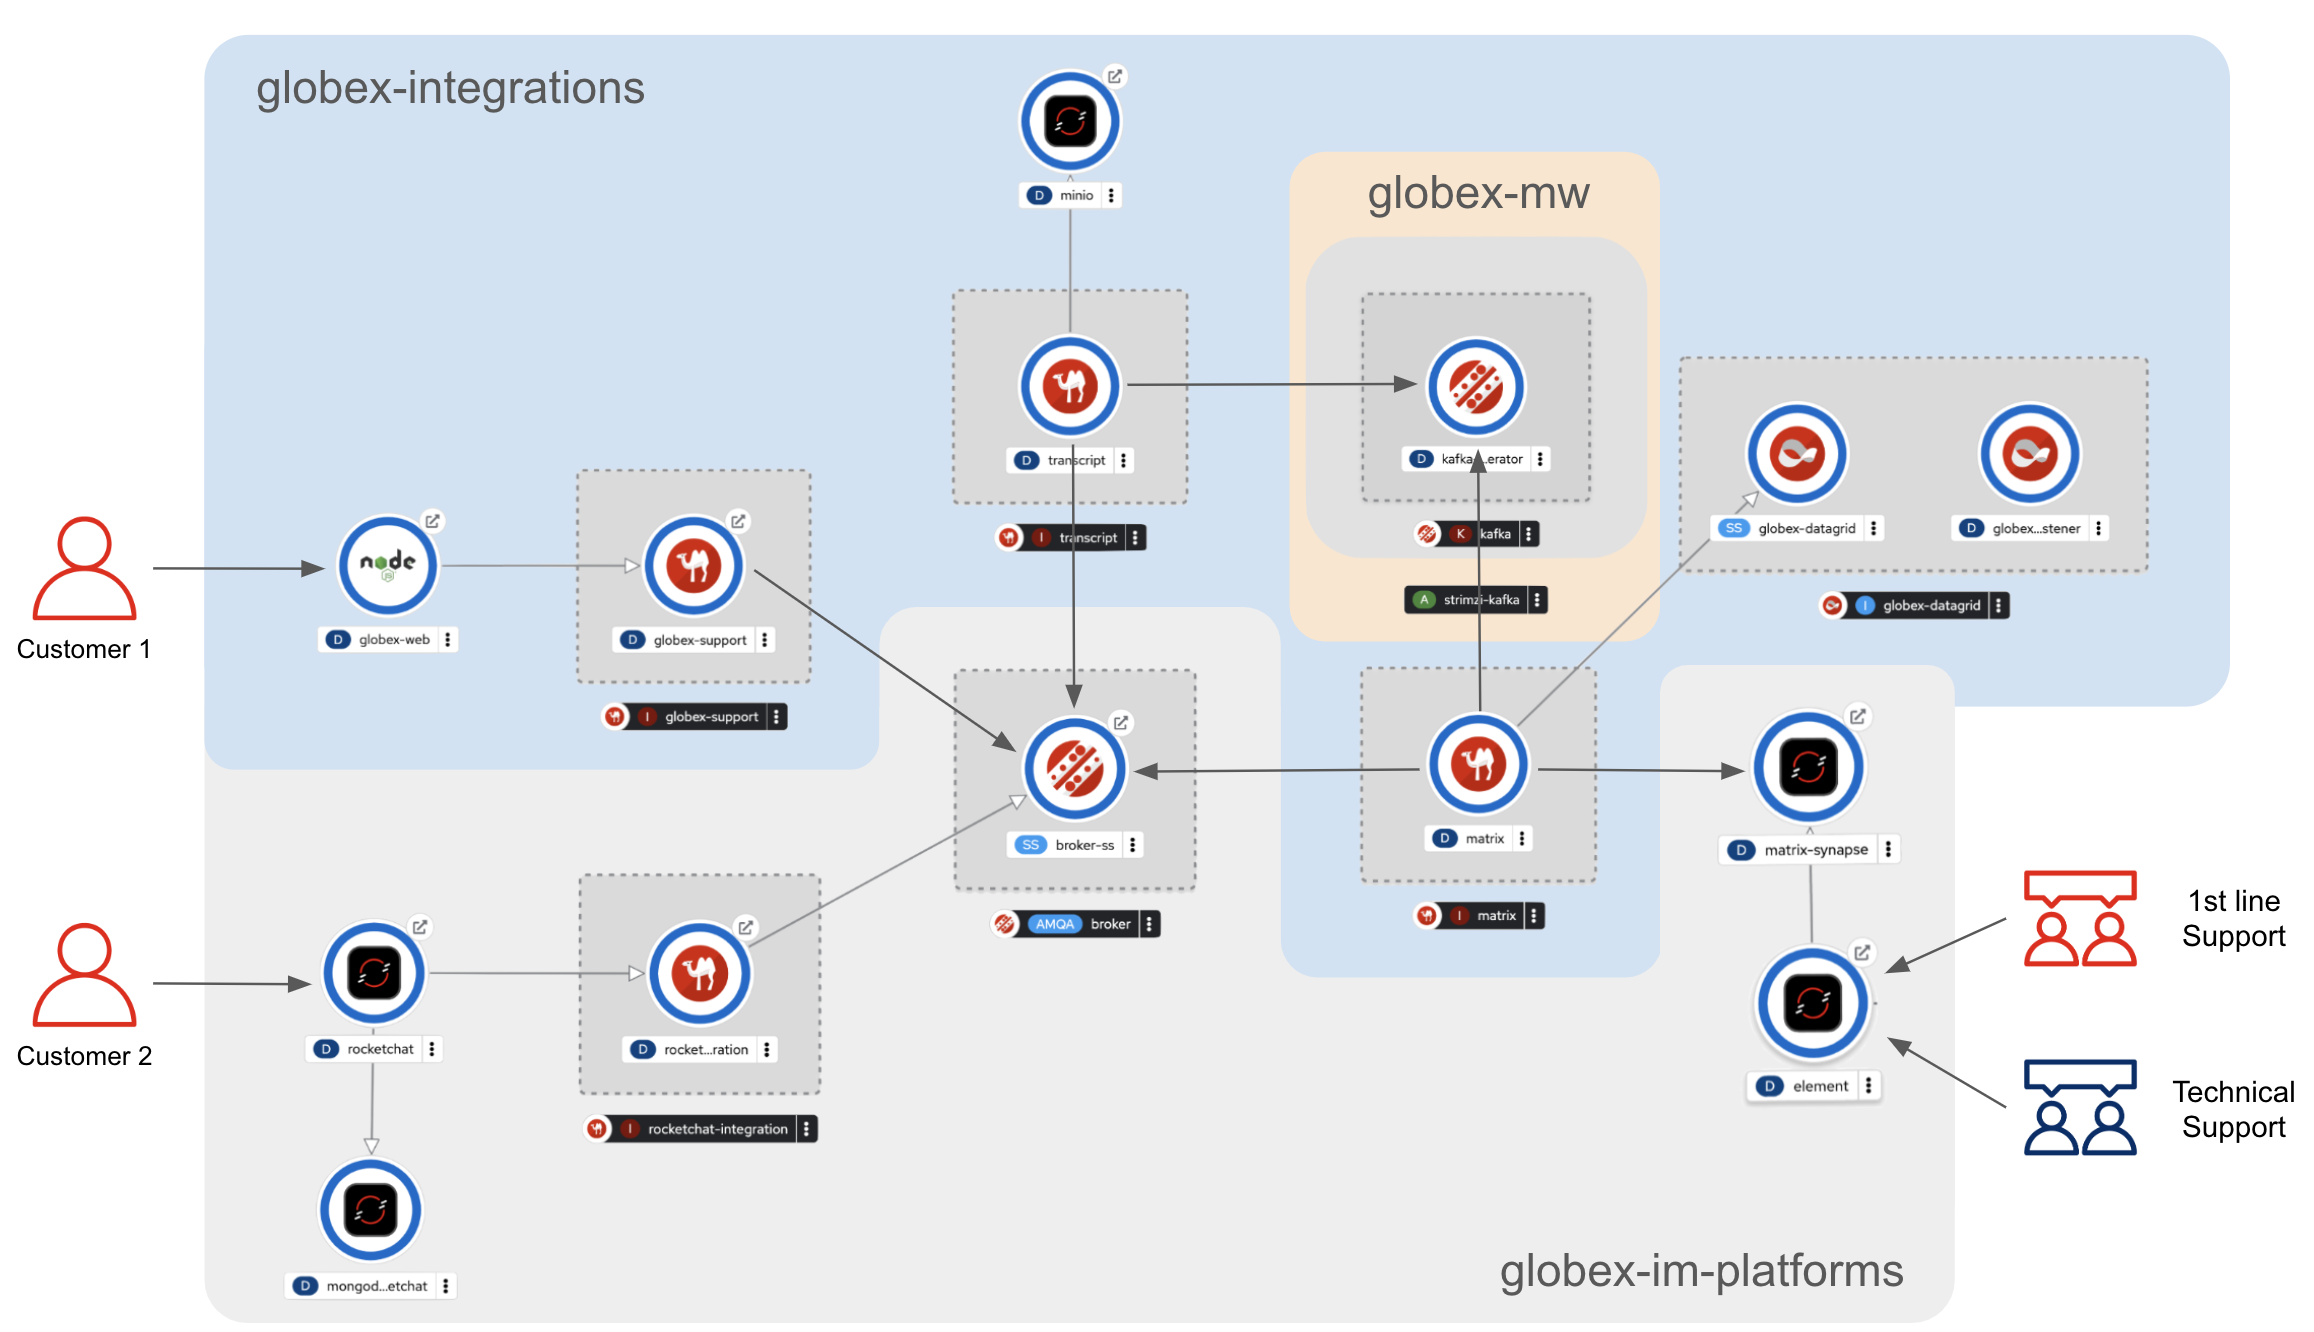 globex-integrations
D minio
globex-mw
D transcript
I transcript
D kafka-...erator
K kafka
A strimzi-kafka
SS globex-datagrid
D globex...stener
I globex-datagrid
Customer 1
node
JS
D globex-web
D globex-support
I globex-support
SS broker-ss
AMQA broker
D matrix
I matrix
D matrix-synapse
D element
1st line
Support
Technical
Support
Customer 2
D rocketchat
D rocket...ration
I rocketchat-integration
D mongod...etchat
globex-im-platforms